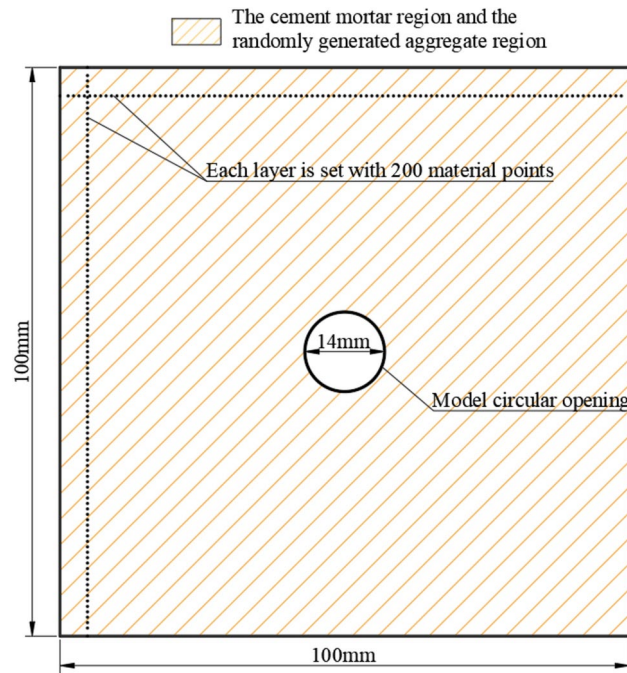 The cement mortar region and the
randomly generated aggregate region
Each layer is set with 200 material points
14mm
Model circular opening
100mm
100mm